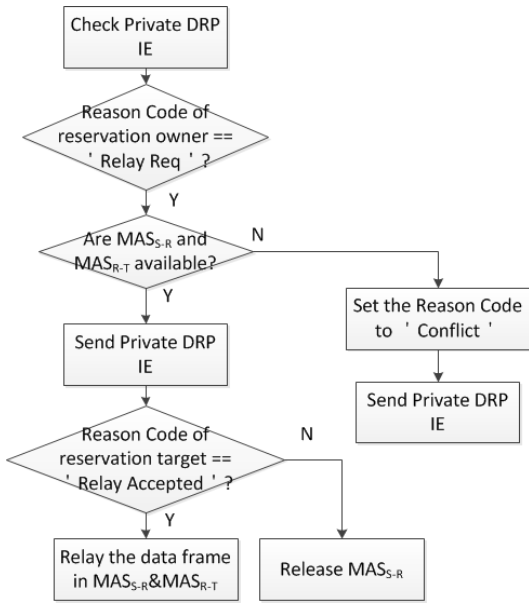 Check Private DRP
IE
Reason Code of
reservation owner ==
' Relay Req ' ?
Y
Are MASS-R and
MASR-T available?
N
Y
Set the Reason Code
to ' Conflict '
Send Private DRP
IE
Send Private DRP
IE
Reason Code of
reservation target ==
' Relay Accepted ' ?
N
Y
Relay the data frame
in MASS-R&MASR-T
Release MASS-R